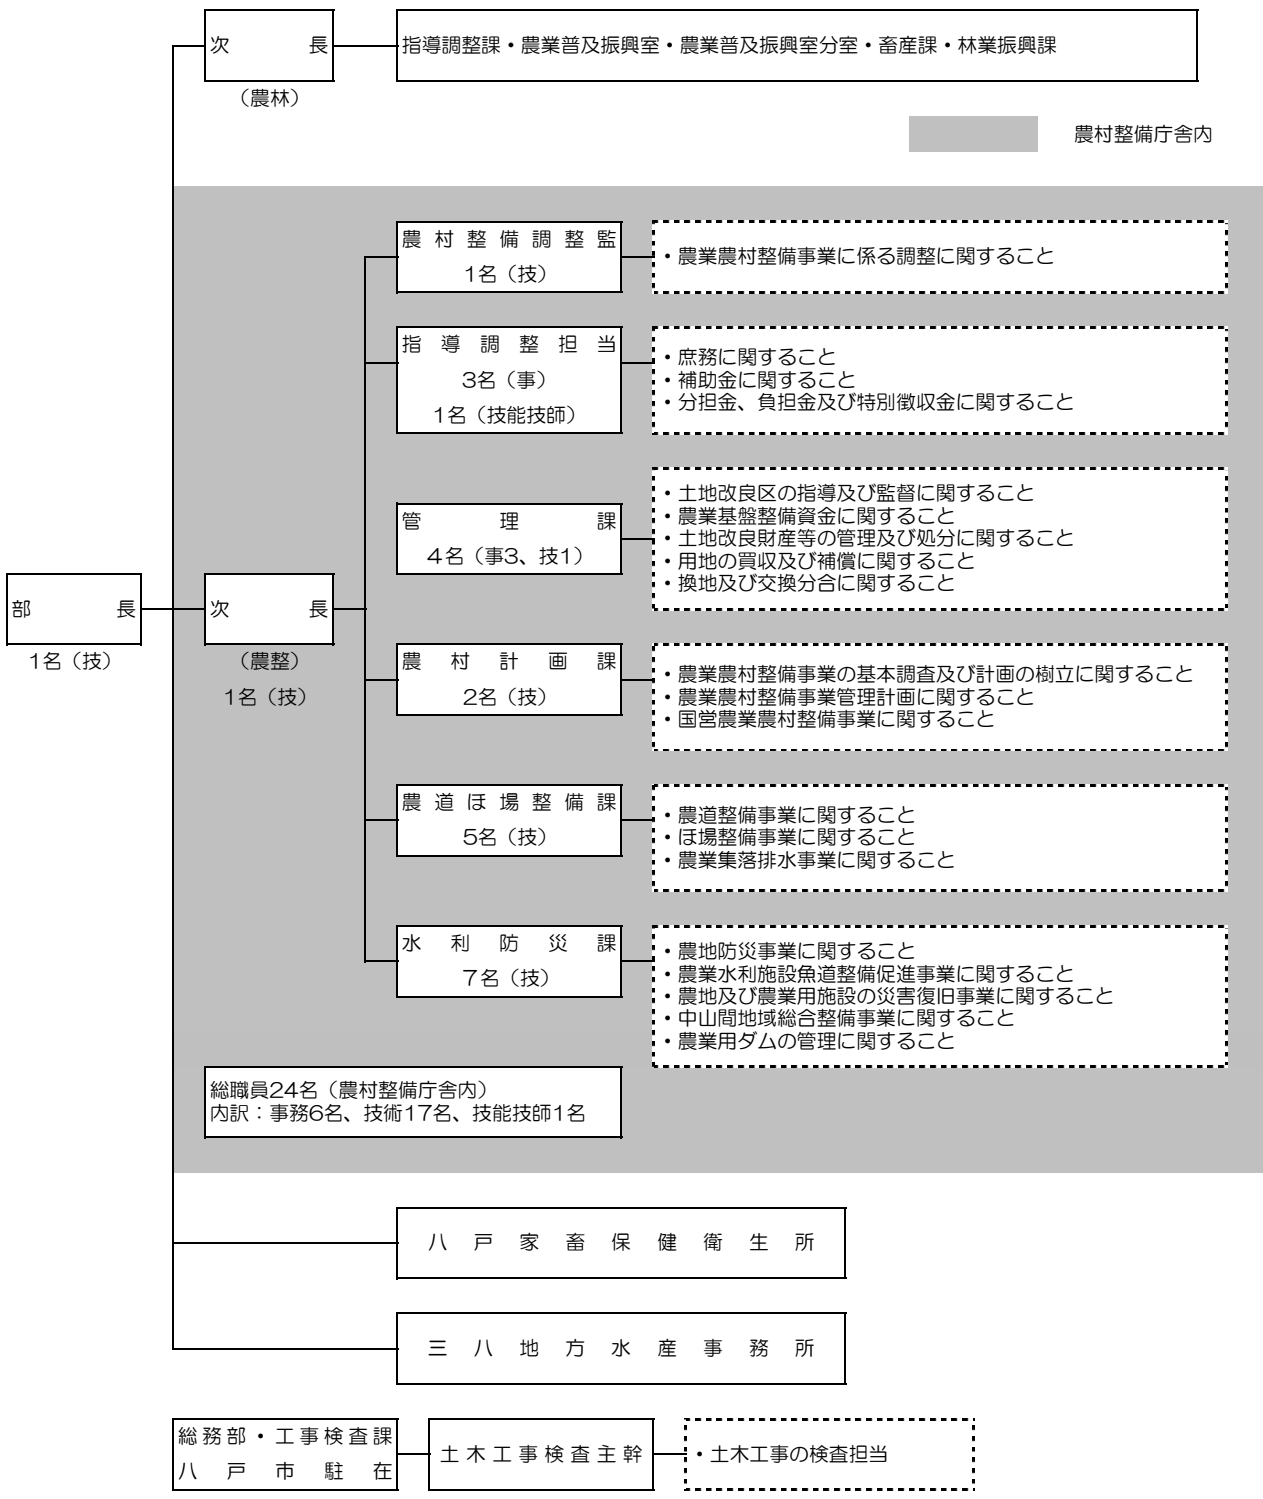 次長
指導調整課・農業普及振興室・農業普及振興室分室・畜産課・林業振興課
（農林）
農村整備庁舎内
農村整備調整監
1名（技）
・農業農村整備事業に係る調整に関すること
指導調整担当
3名（事）
1名（技能技師）
・庶務に関すること
・補助金に関すること
・分担金、負担金及び特別徴収金に関すること
管理課
4名（事3、技1）
・土地改良区の指導及び監督に関すること
・農業基盤整備資金に関すること
・土地改良財産等の管理及び処分に関すること
・用地の買収及び補償に関すること
・換地及び交換分合に関すること
部長
1名（技）
次長
（農整）
1名（技）
農村計画課
2名（技）
・農業農村整備事業の基本調査及び計画の樹立に関すること
・農業農村整備事業管理計画に関すること
・国営農業農村整備事業に関すること
農道ほ場整備課
5名（技）
・農道整備事業に関すること
・ほ場整備事業に関すること
・農業集落排水事業に関すること
水利防災課
7名（技）
・農地防災事業に関すること
・農業水利施設魚道整備促進事業に関すること
・農地及び農業用施設の災害復旧事業に関すること
・中山間地域総合整備事業に関すること
・農業用ダムの管理に関すること
総職員24名（農村整備庁舎内）
内訳：事務6名、技術17名、技能技師1名
八戸家畜保健衛生所
三八地方水産事務所
総務部・工事検査課
八戸市駐在
土木工事検査主幹
・土木工事の検査担当